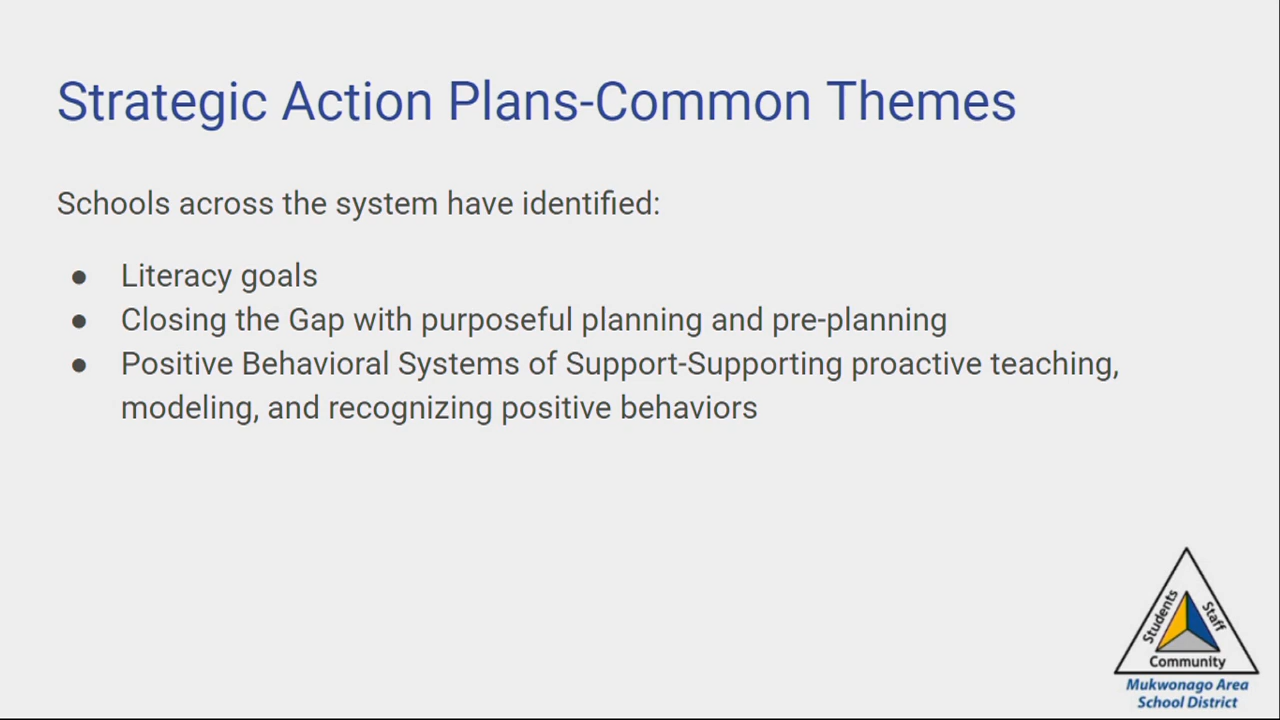 Strategic Action Plans-Common Themes
Schools across the system have identified:
● Literacy goals
● Closing the Gap with purposeful planning and pre-planning
● Positive Behavioral Systems of Support-Supporting proactive teaching,
modeling, and recognizing positive behaviors
Students
Staff
Community
Mukwonago Area
School District